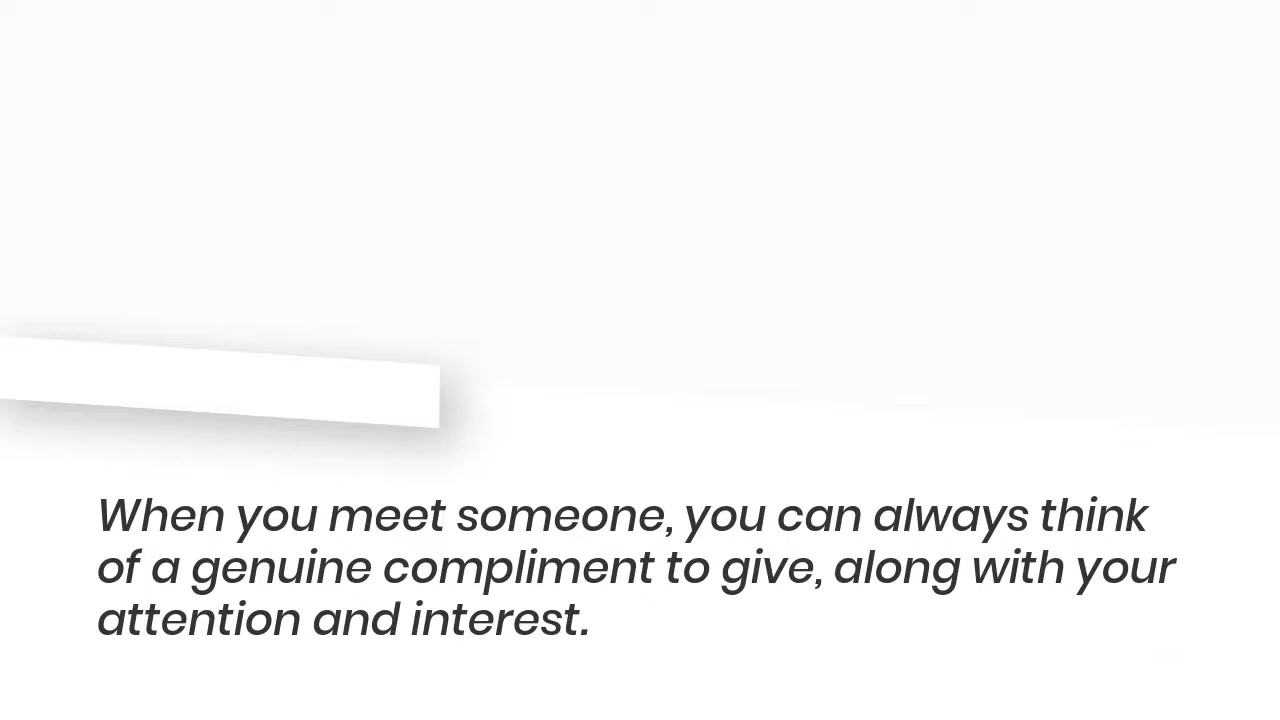 When you meet someone, you can always think
of a genuine compliment to give, along with your
attention and interest.